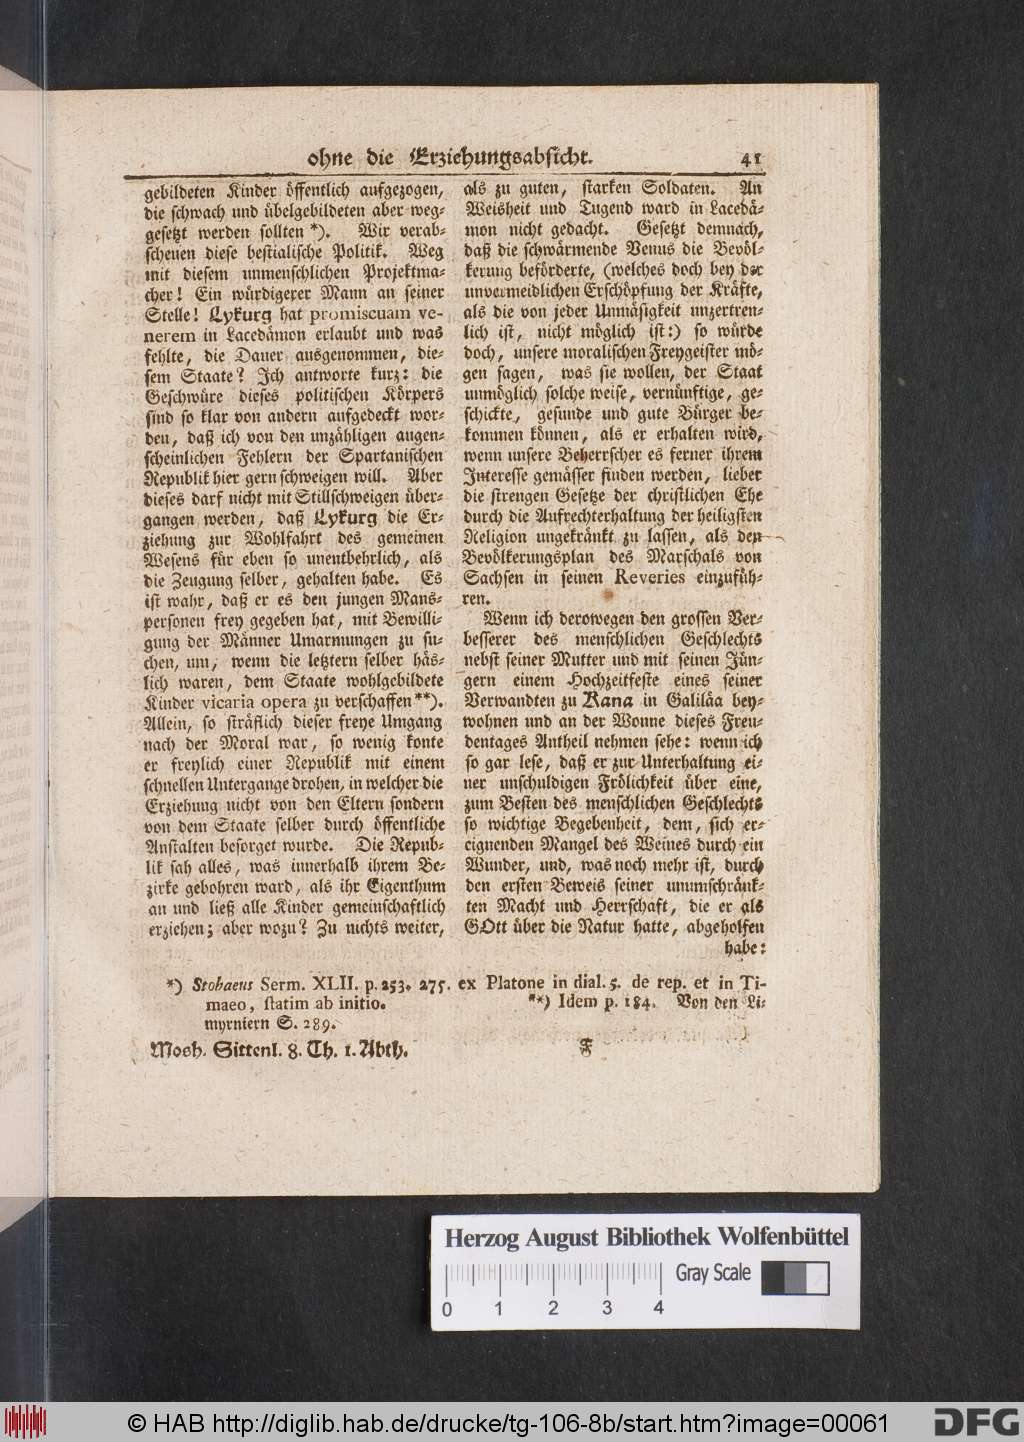 ohne die Erziehungsabsicht. 41
gebildeten Kinder öffentlich aufgezogen,
die schwach und übelgebildeten aber weg-
gesetzt werden sollten *). Wir verab-
scheuen diese bestialische Politik. Weg
mit diesem unmenschlichen Projektma-
cher! Ein würdigerer Mann an seiner
Stelle! Lykurg hat promiscuam ve-
nerem in Lacedämon erlaubt und was
fehlte, die Dauer ausgenommen, die-
sem Staate? Ich antworte kurz: die
Geschwüre dieses politischen Körpers
sind so klar von andern aufgedeckt wor-
den, daß ich von den unzähligen augen-
scheinlichen Fehlern der Spartanischen
Republik hier gern schweigen will. Aber
dieses darf nicht mit Stillschweigen über-
gangen werden, daß Lykurg die Er-
ziehung zur Wohlfahrt des gemeinen
Wesens für eben so unentbehrlich, als
die Zeugung selber, gehalten habe. Es
ist wahr, daß er es den jungen Mans-
personen frey gegeben hat, mit Bewilli-
gung der Männer Umarmungen zu su-
chen, um, wenn die letztern selber häs-
lich waren, dem Staate wohlgebildete
Kinder vicaria opera zu verschaffen **).
Allein, so sträflich dieser freye Umgang
nach der Moral war, so wenig konte
er freylich einer Republik mit einem
schnellen Untergange drohen, in welcher die
Erziehung nicht von den Eltern sondern
von dem Staate selber durch öffentliche
Anstalten besorget wurde. Die Repub-
lik sah alles, was innerhalb ihrem Be-
zirke gebohren ward, als ihr Eigenthum
an und ließ alle Kinder gemeinschaftlich
erziehen; aber wozu? Zu nichts weiter,
als zu guten, starken Soldaten. An
Weisheit und Tugend ward in Lacedä-
mon nicht gedacht. Gesetzt demnach,
daß die schwärmende Venus die Bevöl-
kerung beförderte, (welches doch bey der
unvermeidlichen Erschöpfung der Kräfte,
als die von jeder Unmäsigkeit unzertren-
lich ist, nicht möglich ist:) so würde
doch, unsere moralischen Freygeister mö-
gen sagen, was sie wollen, der Staat
unmöglich solche weise, vernünftige, ge-
schickte, gesunde und gute Bürger be-
kommen können, als er erhalten wird,
wenn unsere Beherrscher es ferner ihrem
Interesse gemässer finden werden, lieber
die strengen Gesetze der christlichen Ehe
durch die Aufrechterhaltung der heiligsten
Religion ungekränkt zu lassen, als den
Bevölkerungsplan des Marschals von
Sachsen in seinen Reveries einzufüh-
ren.
Wenn ich derowegen den grossen Ver-
besserer des menschlichen Geschlechts
nebst seiner Mutter und mit seinen Jün-
gern einem Hochzeitfeste eines seiner
Verwandten zu Kana in Galiläa bey-
wohnen und an der Wonne dieses Freu-
dentages Antheil nehmen sehe: wenn ich
so gar lese, daß er zur Unterhaltung ei-
ner unschuldigen Frölichkeit über eine,
zum Besten des menschlichen Geschlechts
so wichtige Begebenheit, dem, sich er-
eignenden Mangel des Weines durch ein
Wunder, und, was noch mehr ist, durch
den ersten Beweis seiner unumschränk-
ten Macht und Herrschaft, die er als
GOtt über die Natur hatte, abgeholfen
habe:
*) Stobaeus Serm. XLII. p. 253. 275. ex Platone in dial. 5. de rep. et in Ti-
maeo, statim ab initio. **) Idem p. 184. Von den Li-
myrniern S. 289.
Mosh. Sittenl. 8. Th. 1. Abth. F
Herzog August Bibliothek Wolfenbüttel
Gray Scale
0 1 2 3 4
© HAB http://diglib.hab.de/drucke/tg-106-8b/start.htm?image=00061
DFG